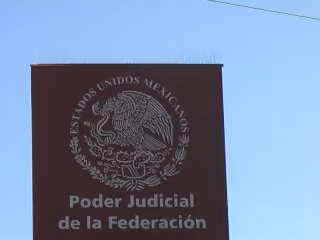 ESTADOS UNIDOS MEXICANOS
Poder Judicial
de la Federación